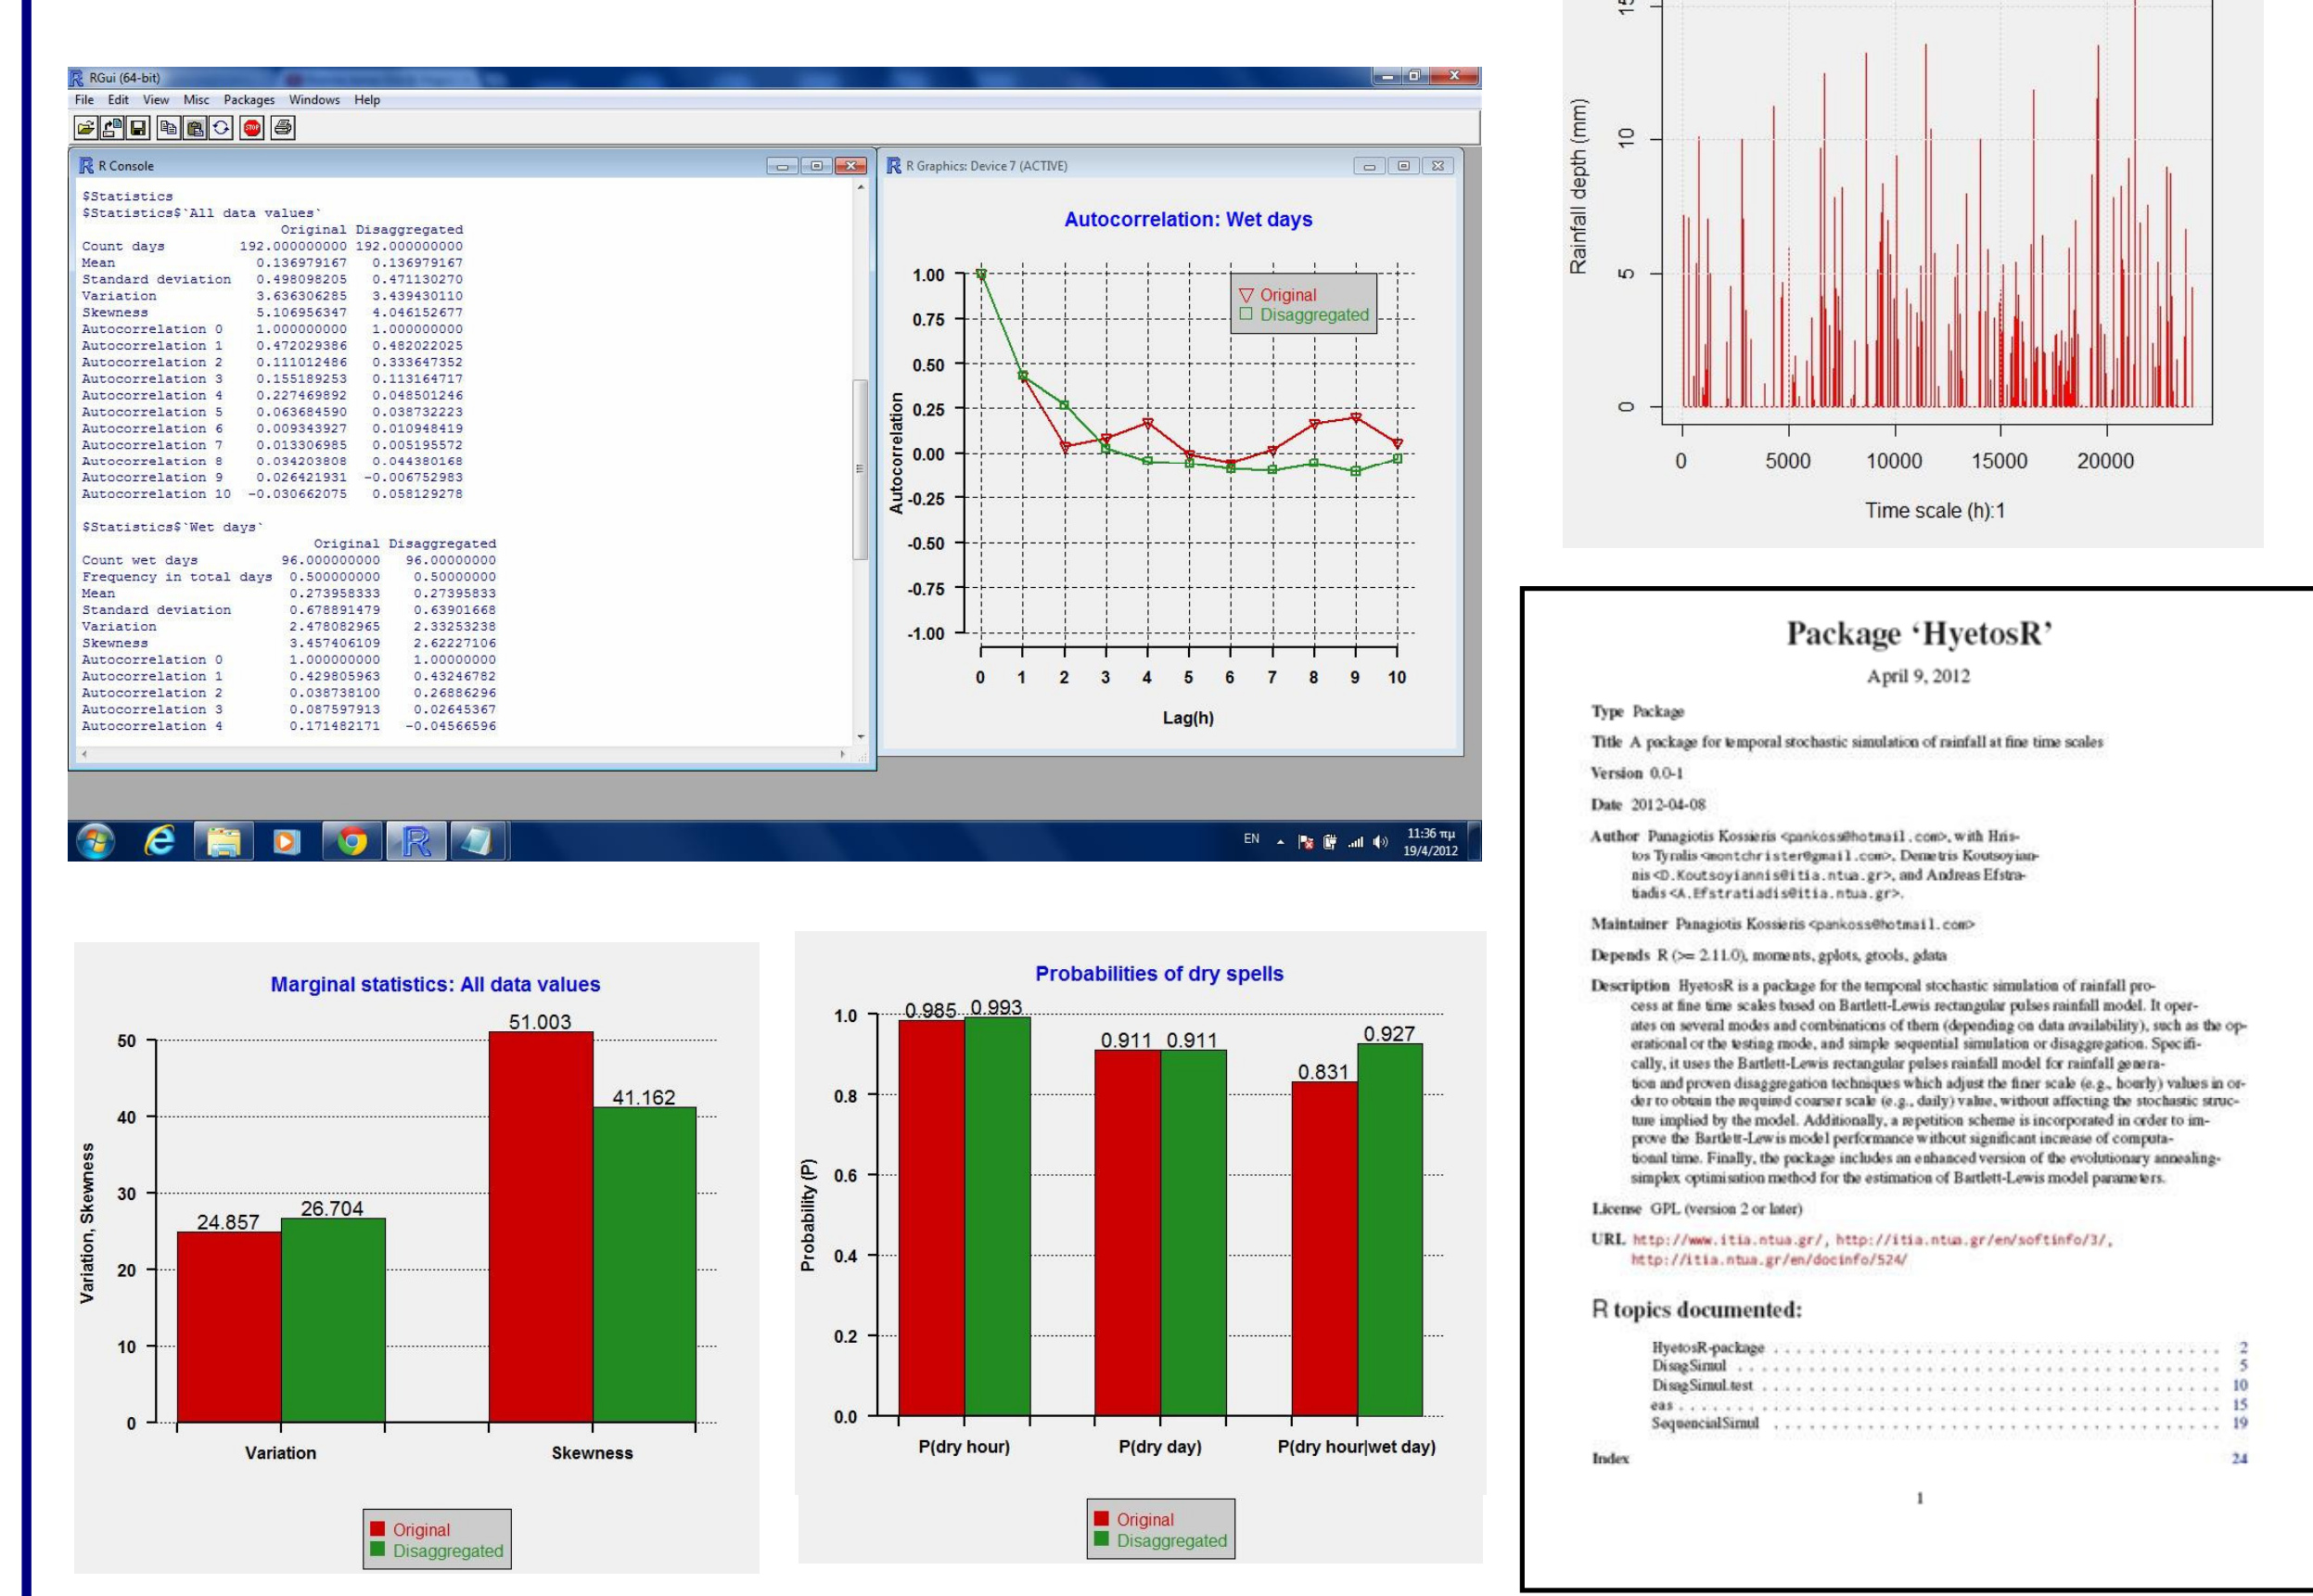 RGui (64-bit)
File Edit View Misc Packages Windows Help
STOP
R Console
$Statistics
$Statistics$`All data values`
Original Disaggregated
Count days 192.000000000 192.000000000
Mean 0.136979167 0.136979167
Standard deviation 0.498098205 0.471130270
Variation 3.636306285 3.439430110
Skewness 5.106956347 4.046152677
Autocorrelation 0 1.000000000 1.000000000
Autocorrelation 1 0.472029386 0.482022025
Autocorrelation 2 0.111012486 0.333647352
Autocorrelation 3 0.155189253 0.113164717
Autocorrelation 4 0.227469892 0.048501246
Autocorrelation 5 0.063684590 0.038732223
Autocorrelation 6 0.009343927 0.010948419
Autocorrelation 7 0.013306985 0.005195572
Autocorrelation 8 0.034203808 0.044380168
Autocorrelation 9 0.026421931 -0.006752983
Autocorrelation 10 -0.030662075 0.058129278
$Statistics$`Wet days`
Original Disaggregated
Count wet days 96.000000000 96.00000000
Frequency in total days 0.500000000 0.50000000
Mean 0.273958333 0.27395833
Standard deviation 0.678891479 0.63901668
Variation 2.478082965 2.33253238
Skewness 3.457406109 2.62227106
Autocorrelation 0 1.000000000 1.00000000
Autocorrelation 1 0.429805963 0.43246782
Autocorrelation 2 0.038738100 0.26886296
Autocorrelation 3 0.087597913 0.02645367
Autocorrelation 4 0.171482171 -0.04566596
R Graphics: Device 7 (ACTIVE)
Autocorrelation: Wet days
Original
Disaggregated
Autocorrelation
1.00
0.75
0.50
0.25
0.00
-0.25
-0.50
-0.75
-1.00
0 1 2 3 4 5 6 7 8 9 10
Lag(h)
EN
11:36 πμ
19/4/2012
Rainfall depth (mm)
15
10
5
0
0 5000 10000 15000 20000
Time scale (h):1
Marginal statistics: All data values
Variation, Skewness
50
40
30
20
10
0
24.857 26.704
51.003
41.162
Variation Skewness
Original
Disaggregated
Probabilities of dry spells
Probability (P)
1.0
0.8
0.6
0.4
0.2
0.0
0.985 0.993
0.911 0.911
0.831
0.927
P(dry hour) P(dry day) P(dry hour|wet day)
Original
Disaggregated
Package ‘HyetosR’
April 9, 2012
Type Package
Title A package for temporal stochastic simulation of rainfall at fine time scales
Version 0.0-1
Date 2012-04-08
Author Panagiotis Kossieris <pankoss@hotmail.com>, with Hris-
tos Tyralis <montchrister@gmail.com>, Demetris Koutsoyian-
nis <D.Koutsoyiannis@itia.ntua.gr>, and Andreas Efstra-
tiadis <A.Efstratiadis@itia.ntua.gr>.
Maintainer Panagiotis Kossieris <pankoss@hotmail.com>
Depends R (>= 2.11.0), moments, gplots, gtools, gdata
Description HyetosR is a package for the temporal stochastic simulation of rainfall pro-
cess at fine time scales based on Bartlett-Lewis rectangular pulses rainfall model. It oper-
ates on several modes and combinations of them (depending on data availability), such as the op-
erational or the testing mode, and simple sequential simulation or disaggregation. Specifi-
cally, it uses the Bartlett-Lewis rectangular pulses rainfall model for rainfall genera-
tion and proven disaggregation techniques which adjust the finer scale (e.g., hourly) values in or-
der to obtain the required coarser scale (e.g., daily) value, without affecting the stochastic struc-
ture implied by the model. Additionally, a repetition scheme is incorporated in order to im-
prove the Bartlett-Lewis model performance without significant increase of computa-
tional time. Finally, the package includes an enhanced version of the evolutionary annealing-
simplex optimisation method for the estimation of Bartlett-Lewis model parameters.
License GPL (version 2 or later)
URL http://www.itia.ntua.gr/, http://itia.ntua.gr/en/softinfo/3/,
http://itia.ntua.gr/en/docinfo/524/
R topics documented:
HyetosR-package 2
DisagSimul 5
DisagSimul.test 10
eas 15
SequencialSimul 19
Index 24
1